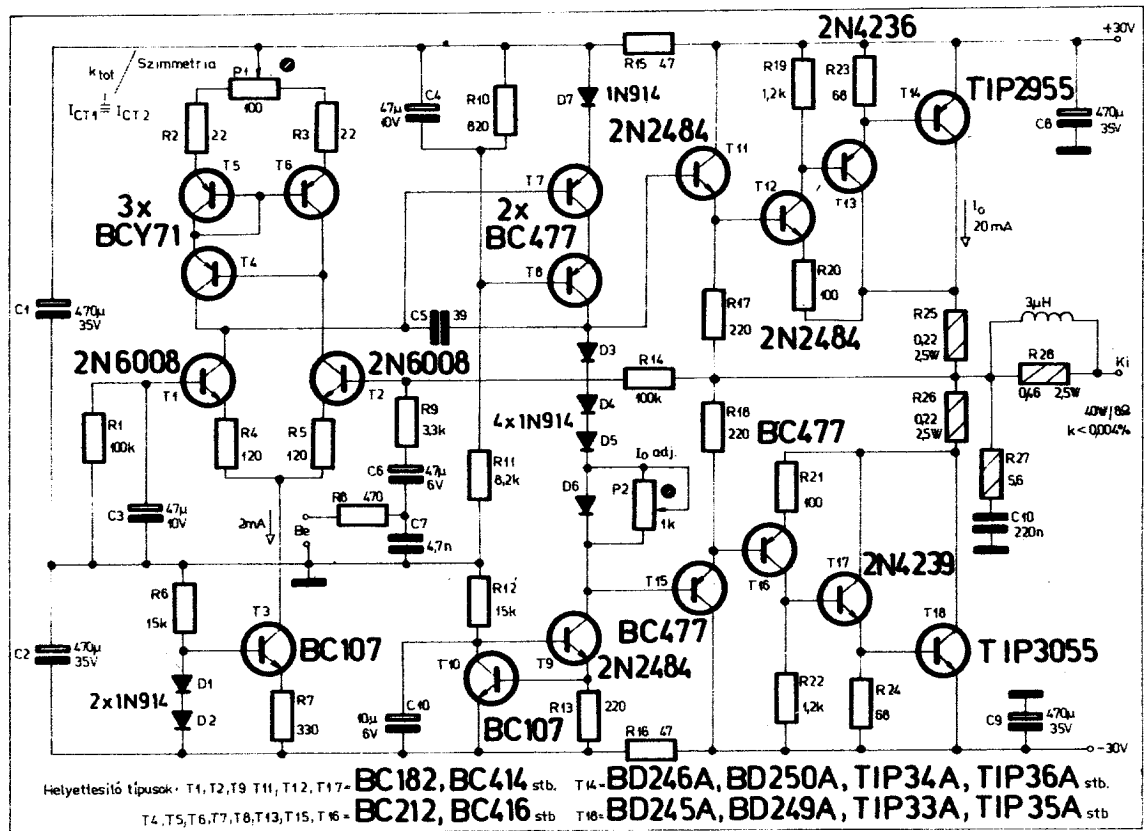 2N4236
+30V
k tot
Szimmetria
P1
100
I CT1 ≡ I CT2
R2
22
R3
22
C4
47µ
10V
R10
820
D7
1N914
R15
47
R19
1,2k
R23
68
T14
TIP2955
C8
470µ
35V
2N2484
T11
T5
T6
3x
BCY71
T7
2x
BC477
T12
T13
I₀
20mA
T4
T8
R20
100
C1
470µ
35V
C5
39
R17
220
2N2484
R25
0,22
2,5W
3µH
2N6008
T1
2N6008
T2
D3
R14
100k
R28
0,46
2,5W
Ki
R1
100k
R4
120
R5
120
R9
3,3k
4x1N914
D4
D5
R18
220
BC477
R26
0,22
2,5W
40W/8Ω
k<0,004%
C3
47µ
10V
C6
47µ
6V
R11
8,2k
I₀ adj.
D6
P2
1k
R21
100
R27
5,6
2mA
R8
470
Be
C7
4,7n
C10
220n
T16
T17
2N4239
R6
15k
T3
BC107
R12
15k
T15
BC477
T18
TIP3055
C2
470µ
35V
T9
2N2484
D1
2x1N914
D2
R7
330
C10
10µ
6V
T10
BC107
R13
220
R22
1,2k
R24
68
C9
470µ
35V
R16
47
-30V
Helyettesitő típusok: T1, T2, T9 T11, T12, T17= BC182, BC414 stb. T14=BD246A, BD250A, TIP34A, TIP36A stb.
T4, T5, T6, T7, T8, T13, T15, T16 = BC212, BC416 stb T18=BD245A, BD249A, TIP33A, TIP35A stb